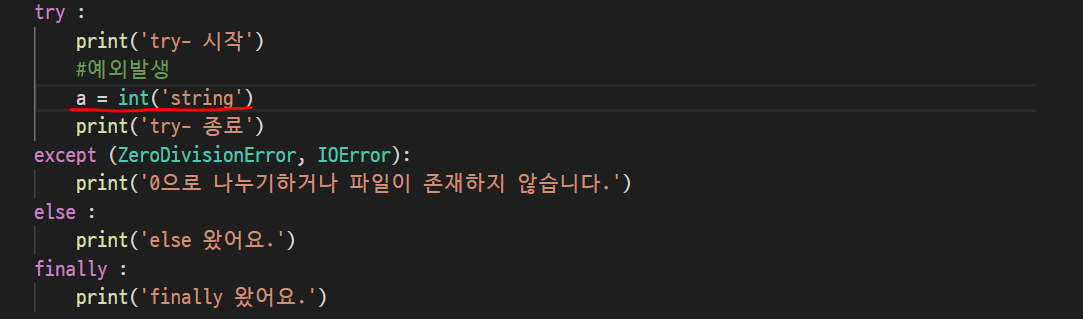 try :
    print('try- 시작')
    #예외발생
    a = int('string')
    print('try- 종료')
except (ZeroDivisionError, IOError):
    print('0으로 나누기하거나 파일이 존재하지 않습니다.')
else :
    print('else 왔어요.')
finally :
    print('finally 왔어요.')